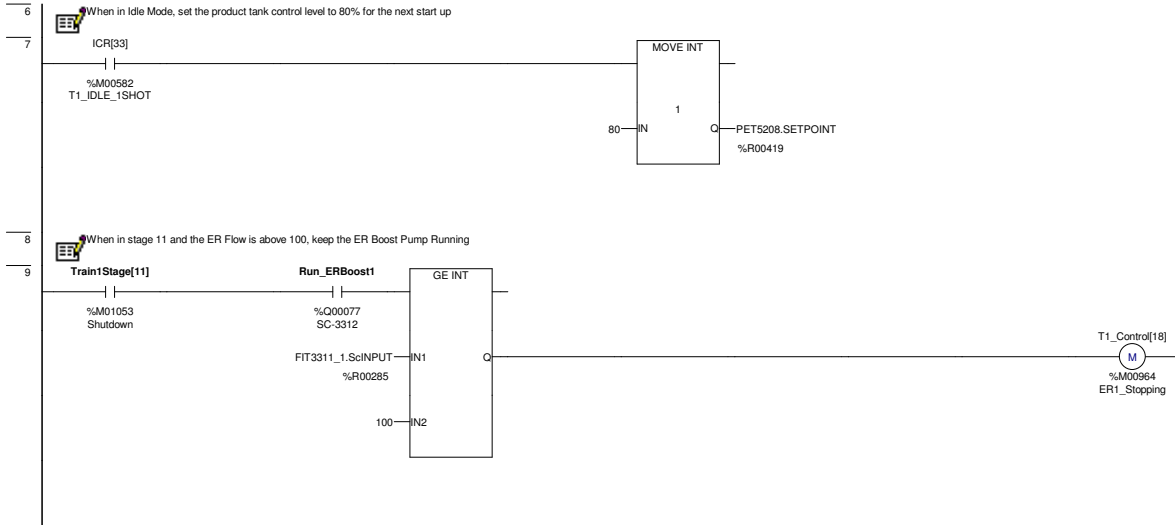 6
When in Idle Mode, set the product tank control level to 80% for the next start up
7
ICR[33]
MOVE INT
%M00582
T1_IDLE_1SHOT
1
80 IN Q PET5208.SETPOINT
%R00419
8
When in stage 11 and the ER Flow is above 100, keep the ER Boost Pump Running
9
Train1Stage[11] Run_ERBoost1 GE INT
%M01053 %Q00077
Shutdown SC-3312
T1_Control[18]
FIT3311_1.ScINPUT IN1 Q M
%R00285 %M00964
ER1_Stopping
100 IN2